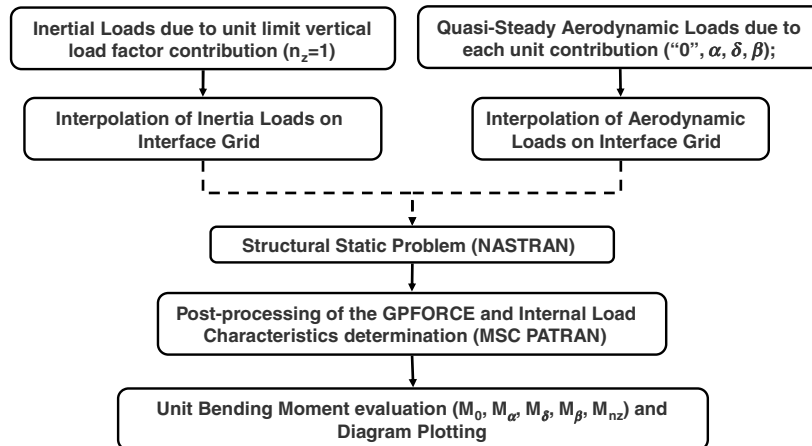 Inertial Loads due to unit limit vertical
load factor contribution (nz=1)
Quasi-Steady Aerodynamic Loads due to
each unit contribution (“0”, α, δ, β);
Interpolation of Inertia Loads on
Interface Grid
Interpolation of Aerodynamic
Loads on Interface Grid
Structural Static Problem (NASTRAN)
Post-processing of the GPFORCE and Internal Load
Characteristics determination (MSC PATRAN)
Unit Bending Moment evaluation (M0, Mα, Mδ, Mβ, Mnz) and
Diagram Plotting